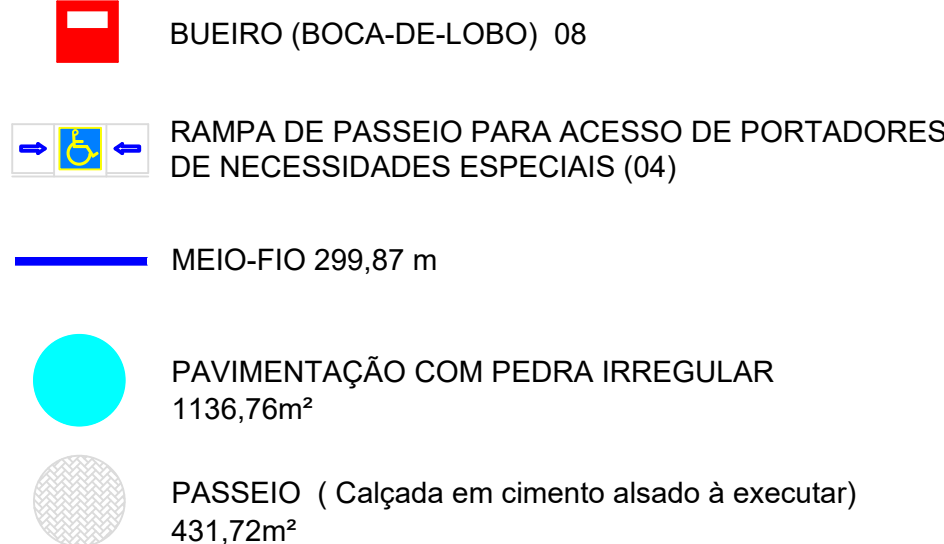 BUEIRO (BOCA-DE-LOBO) 08
RAMPA DE PASSEIO PARA ACESSO DE PORTADORES
DE NECESSIDADES ESPECIAIS (04)
MEIO-FIO 299,87 m
PAVIMENTAÇÃO COM PEDRA IRREGULAR
1136,76m²
PASSEIO ( Calçada em cimento alsado à executar)
431,72m²